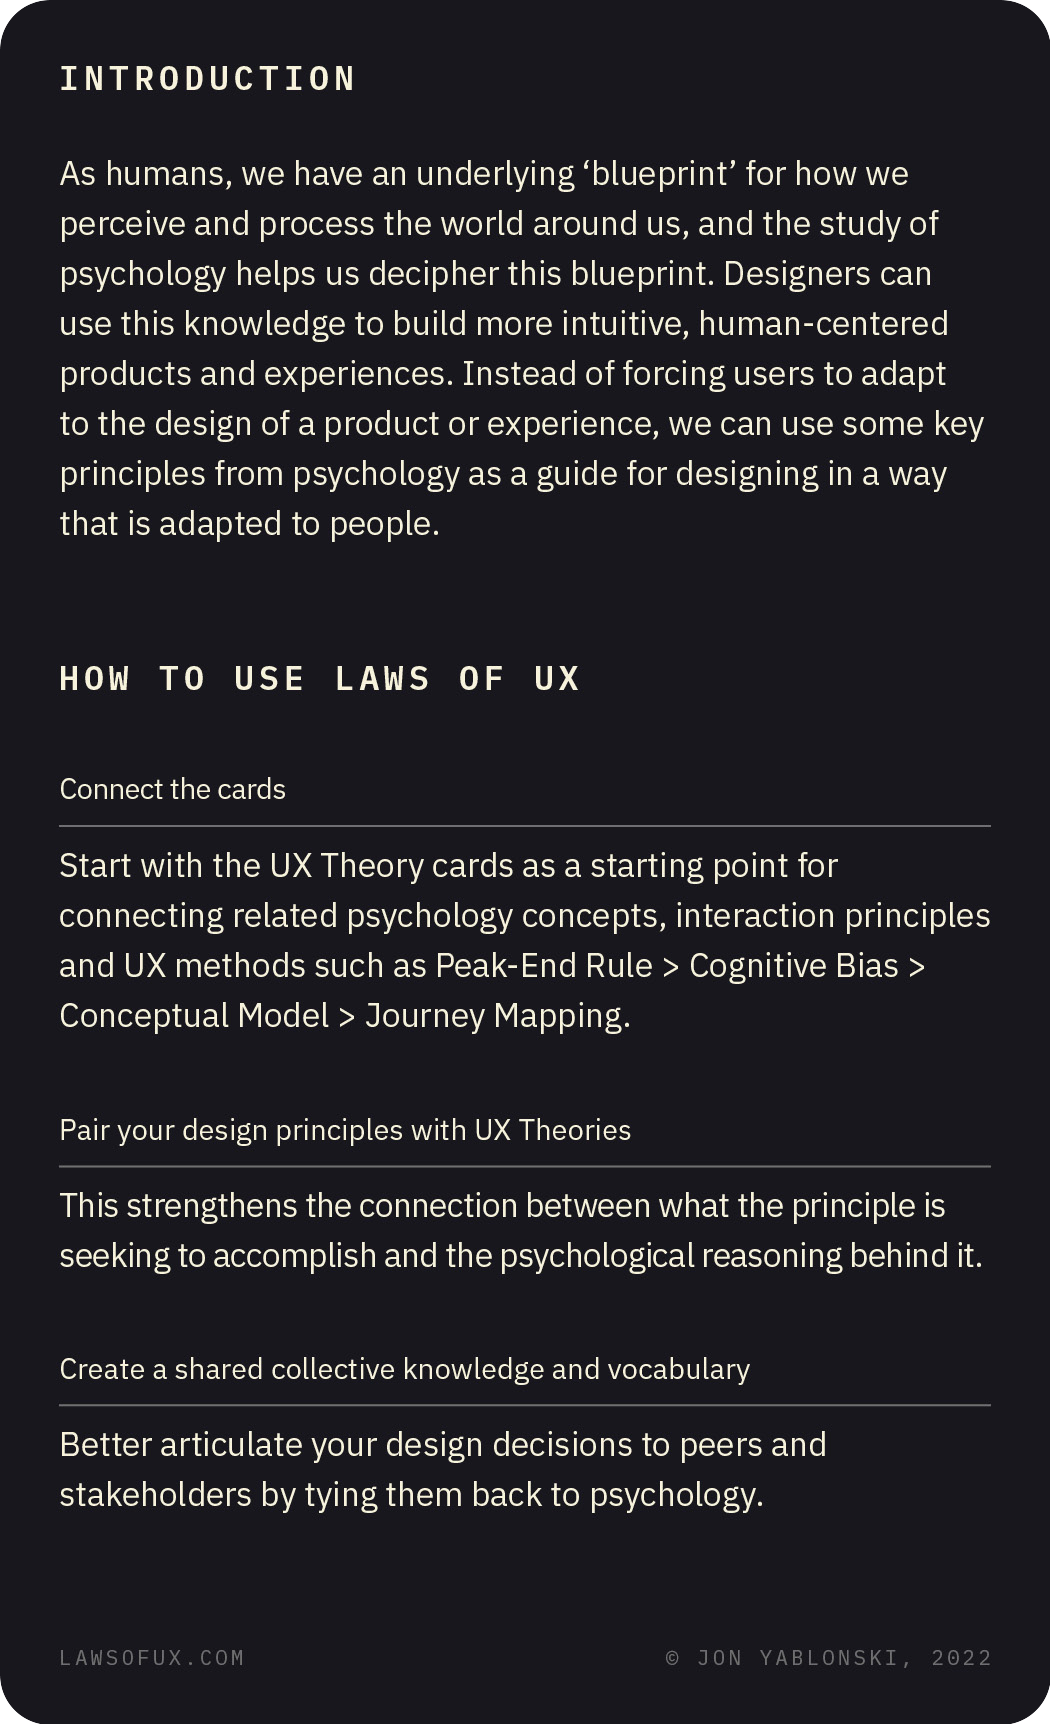 INTRODUCTION
As humans, we have an underlying ‘blueprint’ for how we
perceive and process the world around us, and the study of
psychology helps us decipher this blueprint. Designers can
use this knowledge to build more intuitive, human-centered
products and experiences. Instead of forcing users to adapt
to the design of a product or experience, we can use some key
principles from psychology as a guide for designing in a way
that is adapted to people.
HOW TO USE LAWS OF UX
Connect the cards
Start with the UX Theory cards as a starting point for
connecting related psychology concepts, interaction principles
and UX methods such as Peak-End Rule > Cognitive Bias >
Conceptual Model > Journey Mapping.
Pair your design principles with UX Theories
This strengthens the connection between what the principle is
seeking to accomplish and the psychological reasoning behind it.
Create a shared collective knowledge and vocabulary
Better articulate your design decisions to peers and
stakeholders by tying them back to psychology.
LAWSOFUX.COM © JON YABLONSKI, 2022